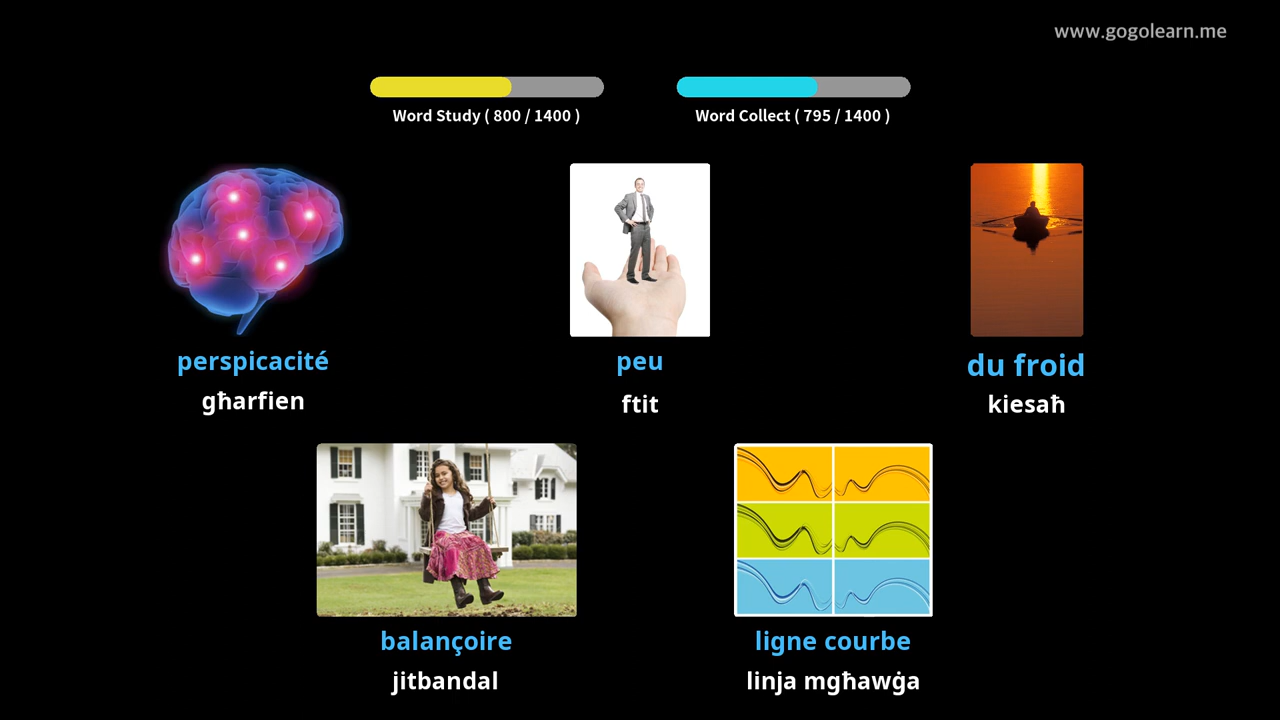 www.gogolearn.me
Word Study ( 800 / 1400 )
Word Collect ( 795 / 1400 )
perspicacité
għarfien
peu
ftit
du froid
kiesaħ
balançoire
jitbandal
ligne courbe
linja mgħawġa